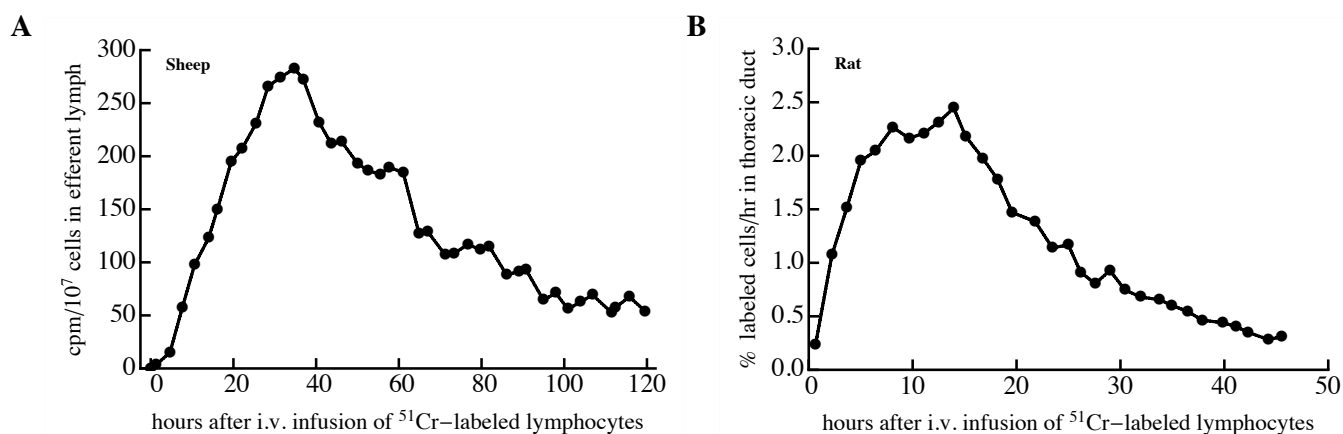 A
Sheep
cpm/10⁷ cells in efferent lymph
300
250
200
150
100
50
0
0 20 40 60 80 100 120
hours after i.v. infusion of ⁵¹Cr−labeled lymphocytes
B
Rat
% labeled cells/hr in thoracic duct
3.0
2.5
2.0
1.5
1.0
0.5
0.0
0 10 20 30 40 50
hours after i.v. infusion of ⁵¹Cr−labeled lymphocytes